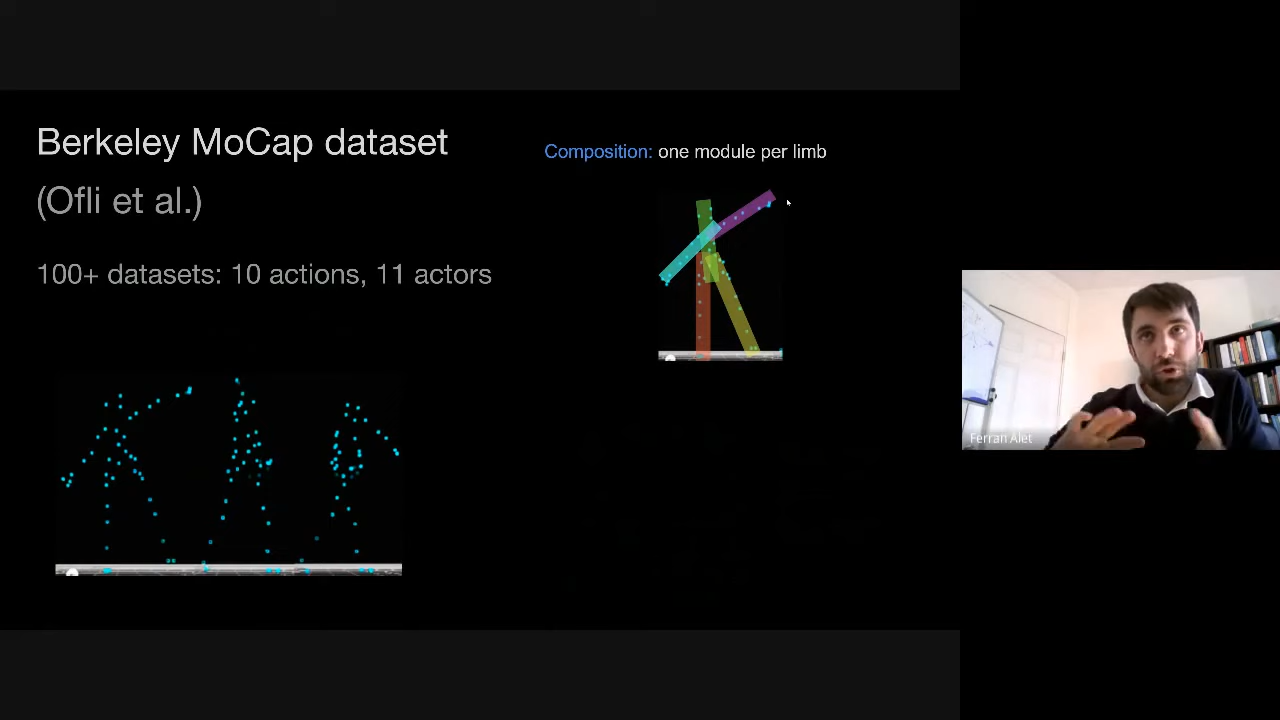 Berkeley MoCap dataset
(Ofli et al.)
100+ datasets: 10 actions, 11 actors
Composition: one module per limb
Ferran Alet